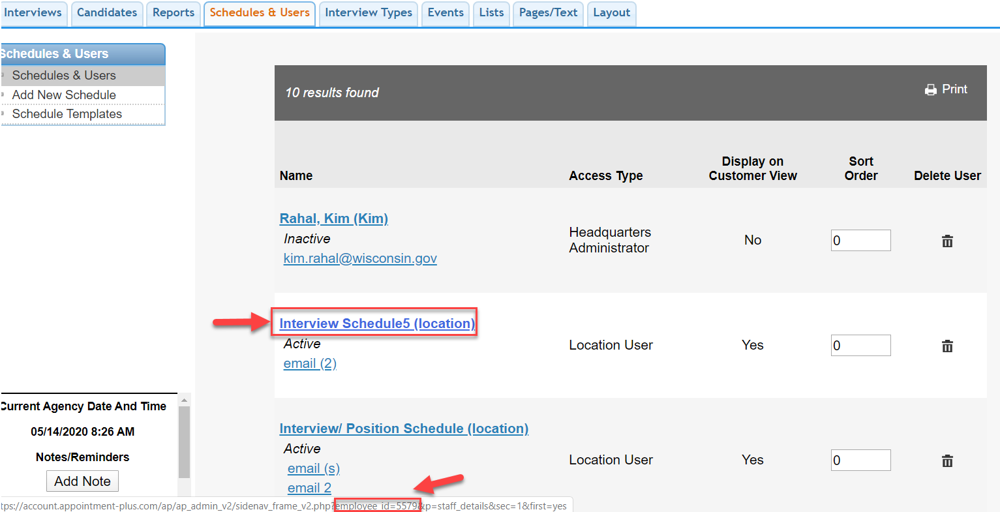 Interviews Candidates Reports Schedules & Users Interview Types Events Lists Pages/Text Layout
Schedules & Users
Schedules & Users
Add New Schedule
Schedule Templates
10 results found
Print
Name Access Type Display on Customer View Sort Order Delete User
Rahal, Kim (Kim)
Inactive
kim.rahal@wisconsin.gov
Headquarters
Administrator
No
0
Interview Schedule5 (location)
Active
email (2)
Location User
Yes
0
Interview/ Position Schedule (location)
Active
email (s)
email 2
Location User
Yes
0
Current Agency Date And Time
05/14/2020 8:26 AM
Notes/Reminders
Add Note
tps://account.appointment-plus.com/ap/ap_admin_v2/sidenav_frame_v2.php?employee_id=5579&p=staff_details&sec=1&first=yes